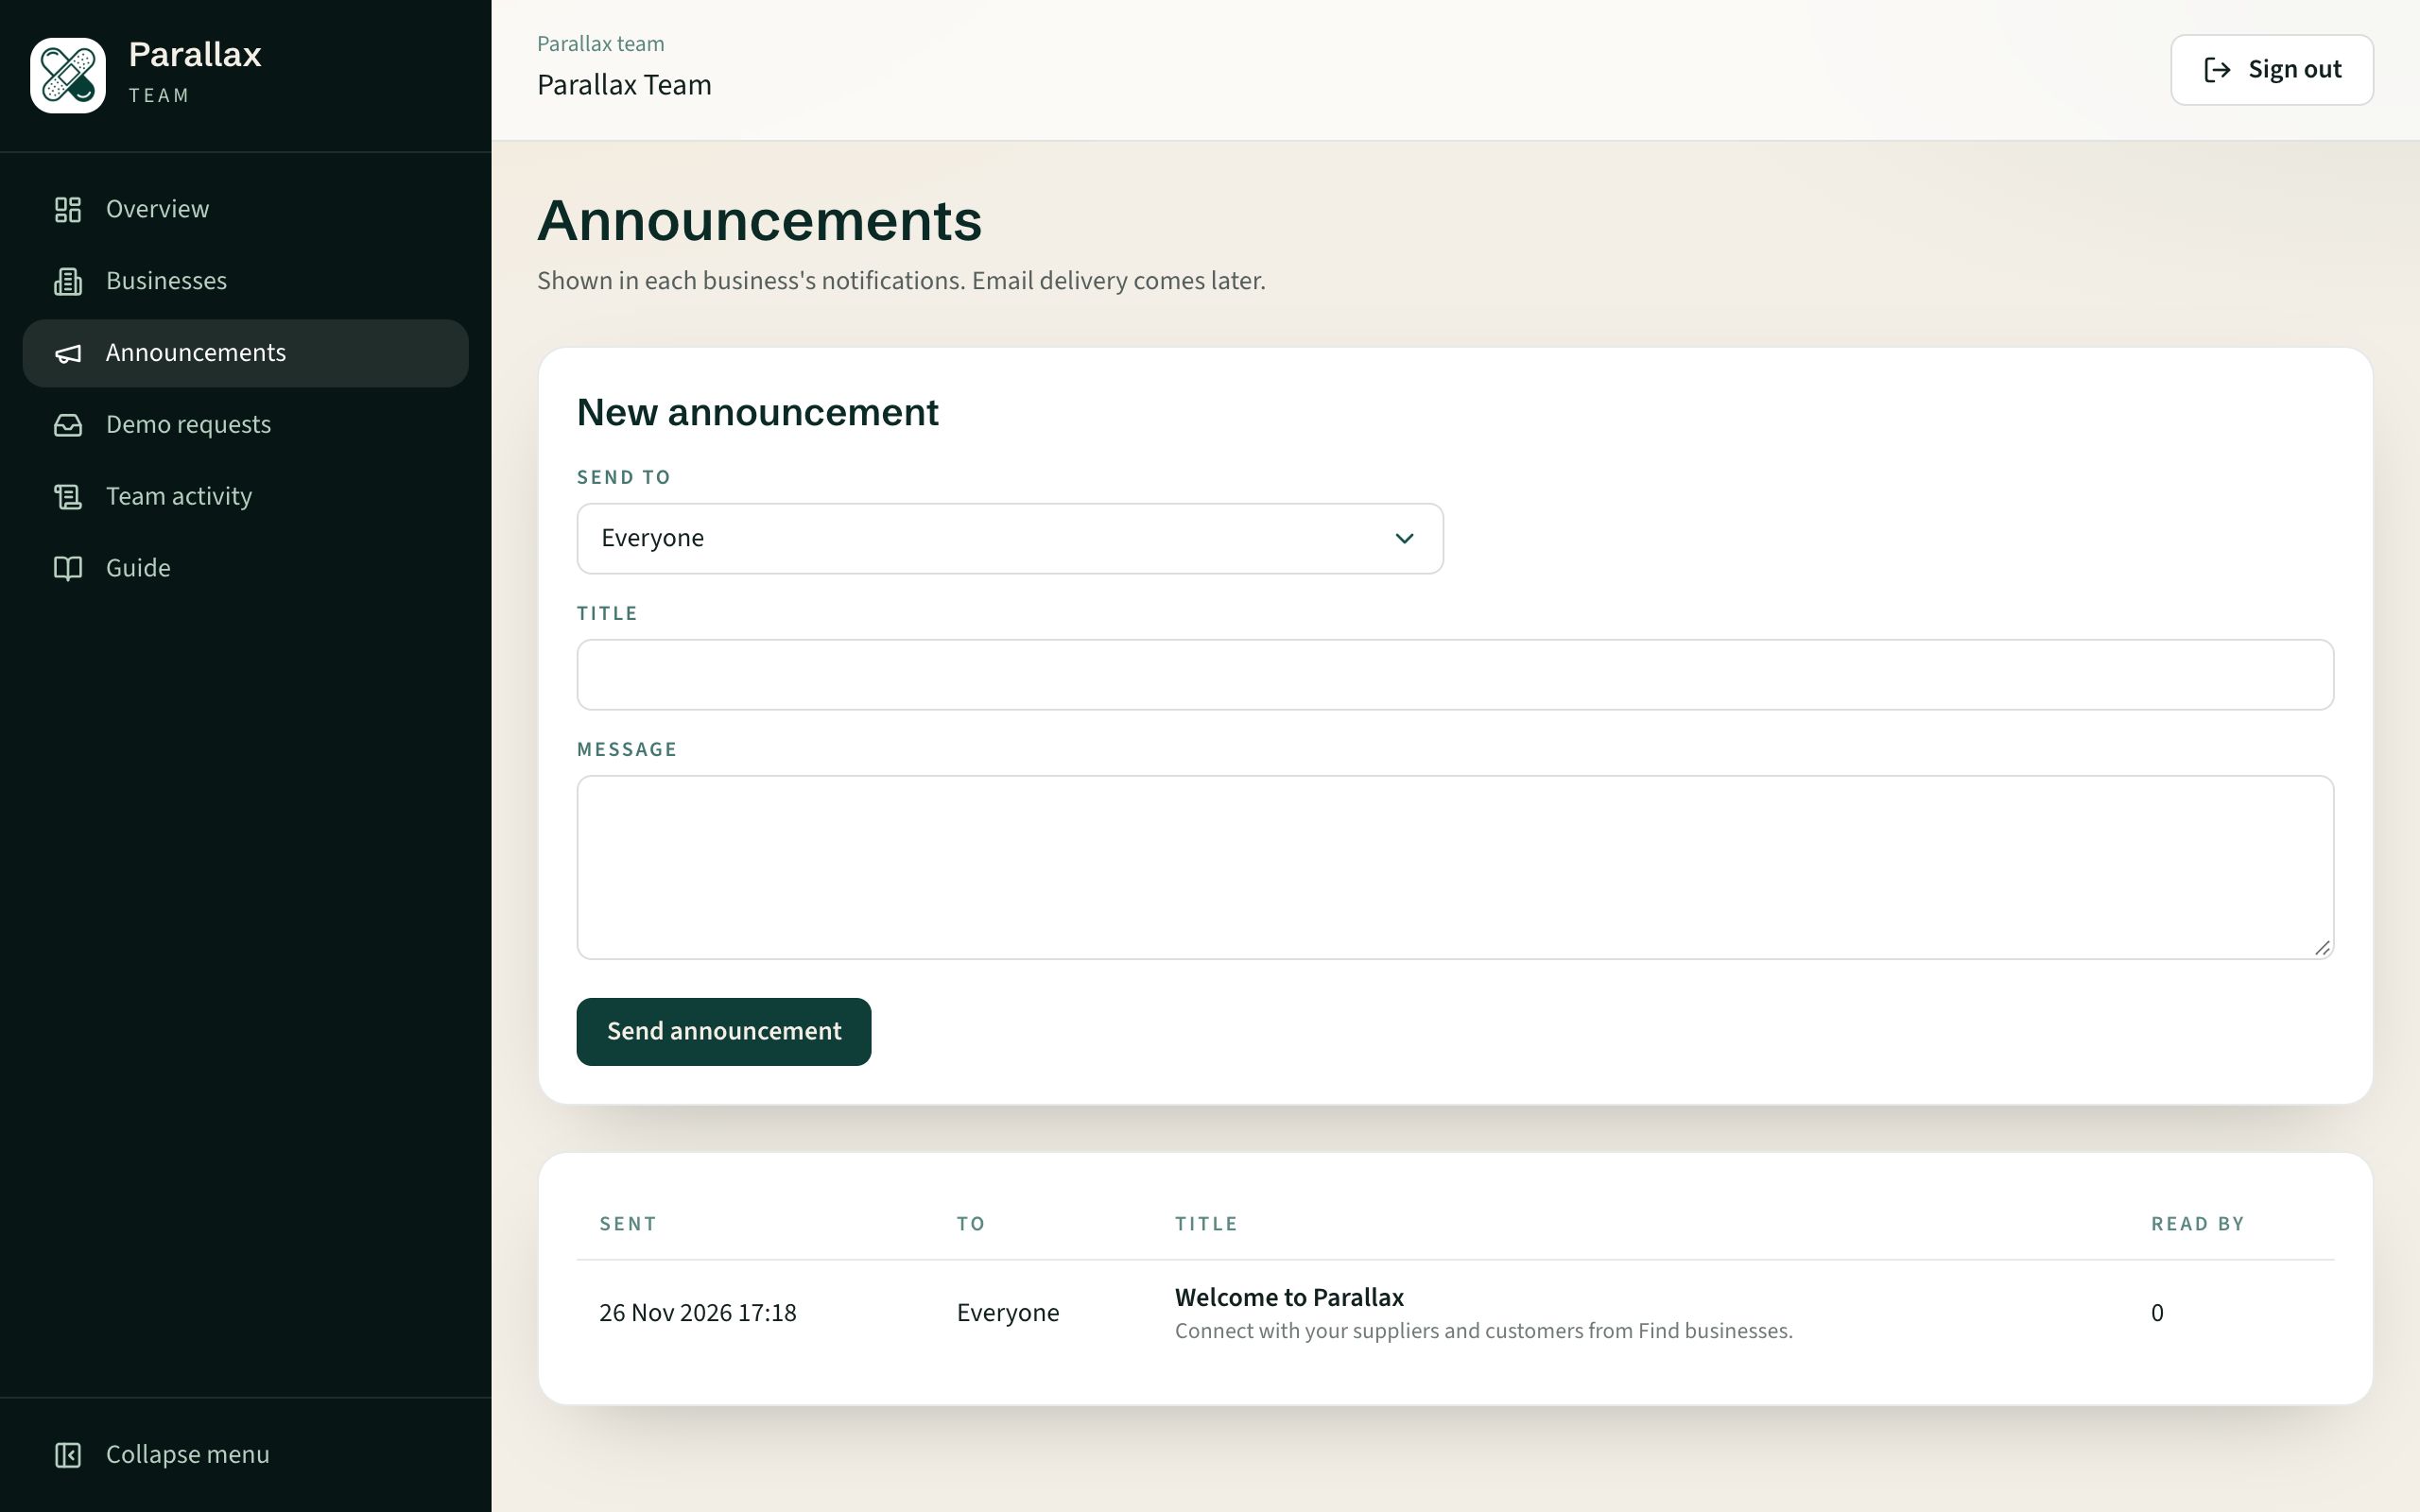 Parallax
TEAM
Overview
Businesses
Announcements
Demo requests
Team activity
Guide
Collapse menu
Parallax team
Parallax Team
Sign out
Announcements
Shown in each business's notifications. Email delivery comes later.
New announcement
SEND TO
Everyone
TITLE
MESSAGE
Send announcement
SENT TO TITLE READ BY
26 Nov 2026 17:18 Everyone Welcome to Parallax 0
Connect with your suppliers and customers from Find businesses.